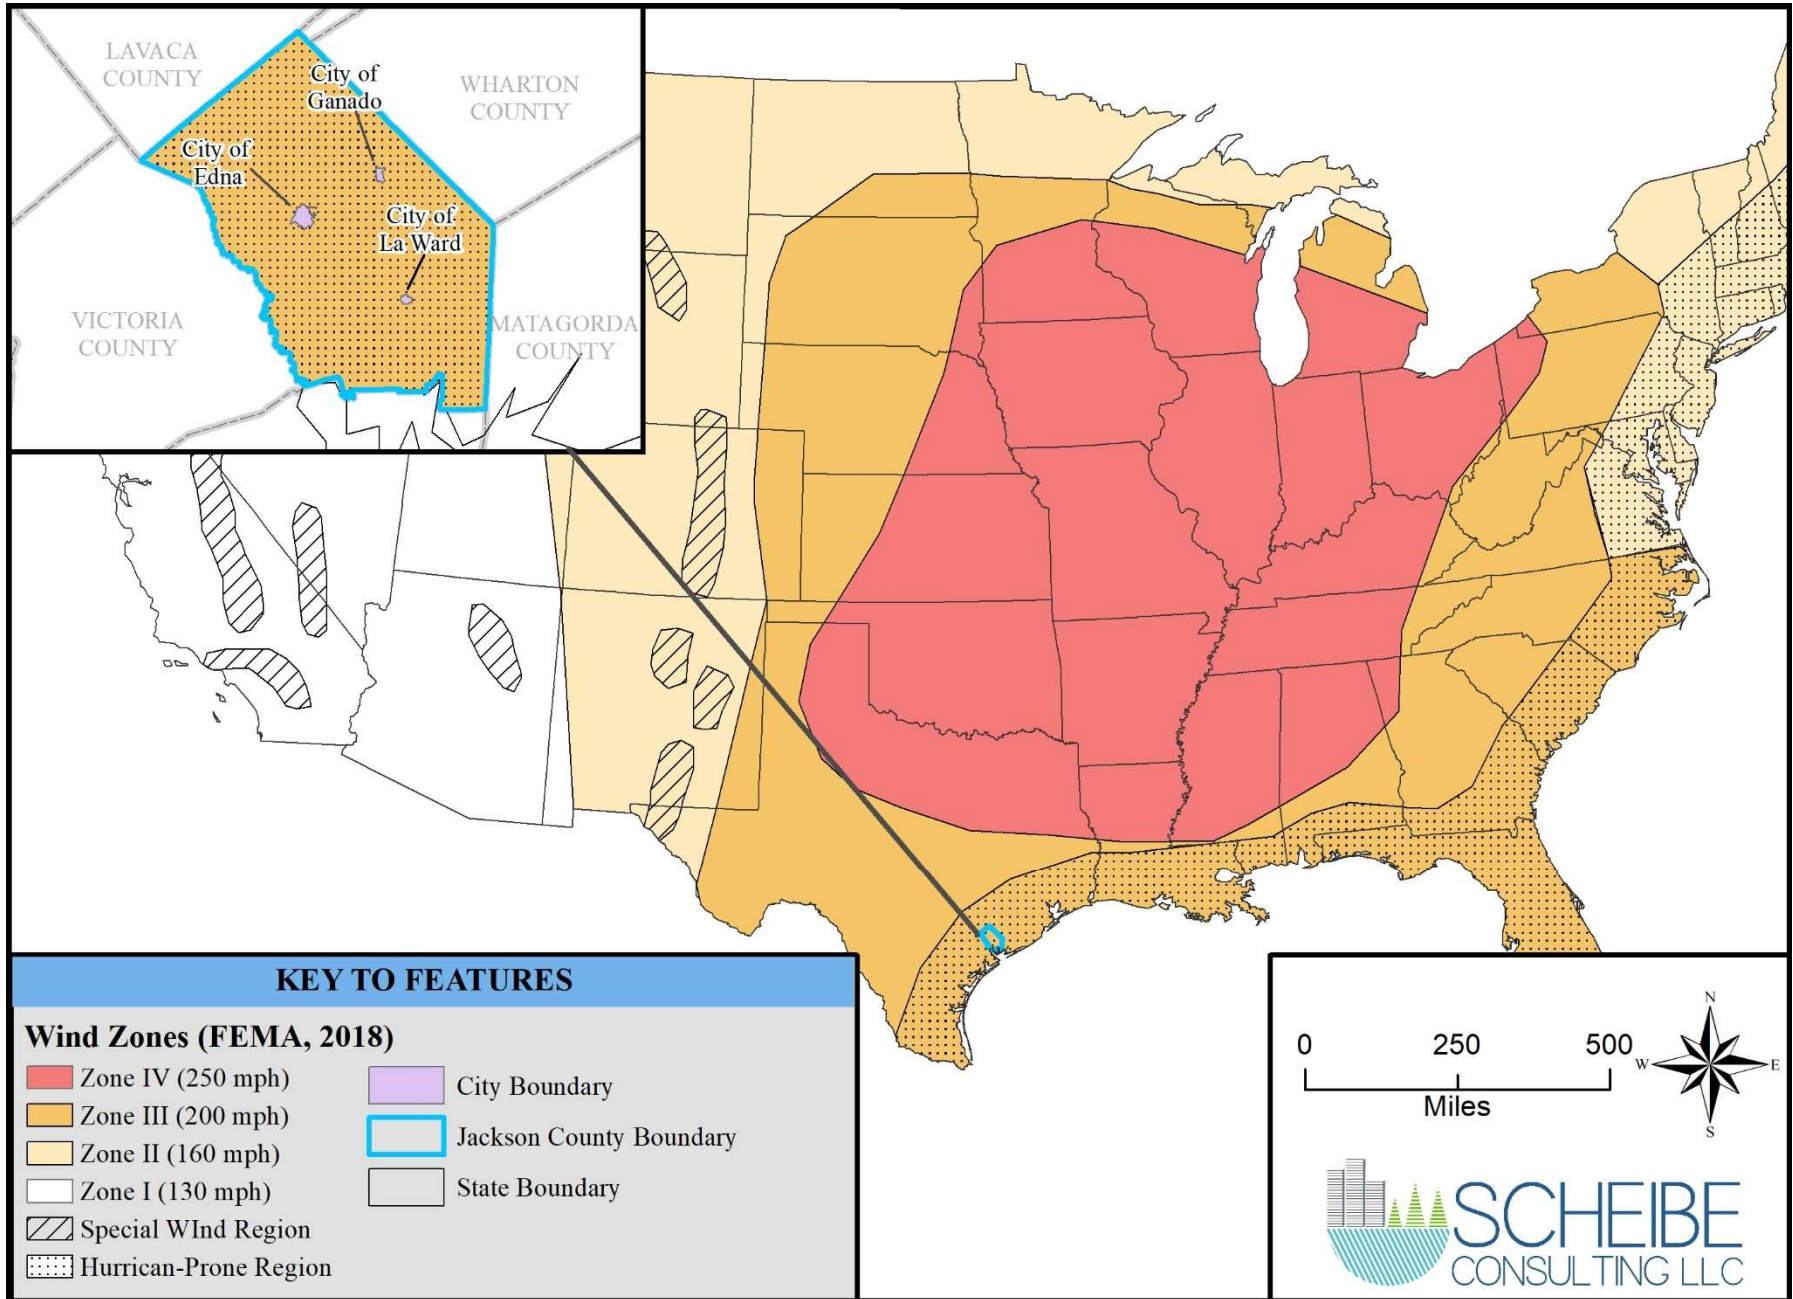 LAVACA
COUNTY
City of
Ganado
WHARTON
COUNTY
City of
Edna
City of
La Ward
VICTORIA
COUNTY
MATAGORDA
COUNTY
KEY TO FEATURES
Wind Zones (FEMA, 2018)
Zone IV (250 mph)
Zone III (200 mph)
Zone II (160 mph)
Zone I (130 mph)
Special WInd Region
Hurrican-Prone Region
City Boundary
Jackson County Boundary
State Boundary
0 250 500
Miles
N
W E
S
SCHEIBE
CONSULTING LLC